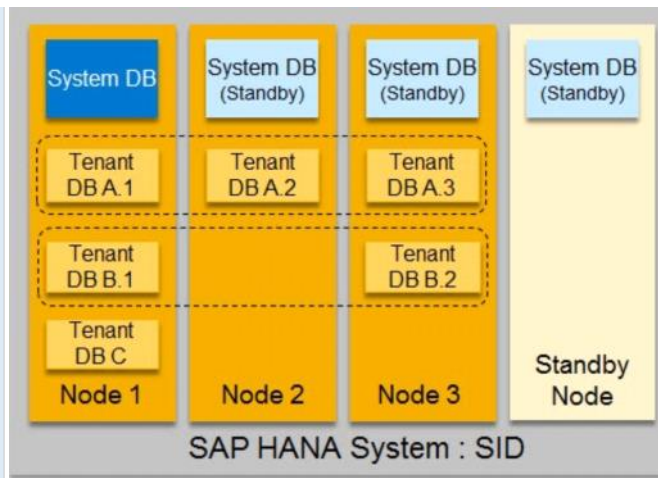 System DB
System DB
(Standby)
System DB
(Standby)
System DB
(Standby)
Tenant
DB A.1
Tenant
DB A.2
Tenant
DB A.3
Tenant
DB B.1
Tenant
DB B.2
Tenant
DB C
Node 1
Node 2
Node 3
Standby
Node
SAP HANA System : SID